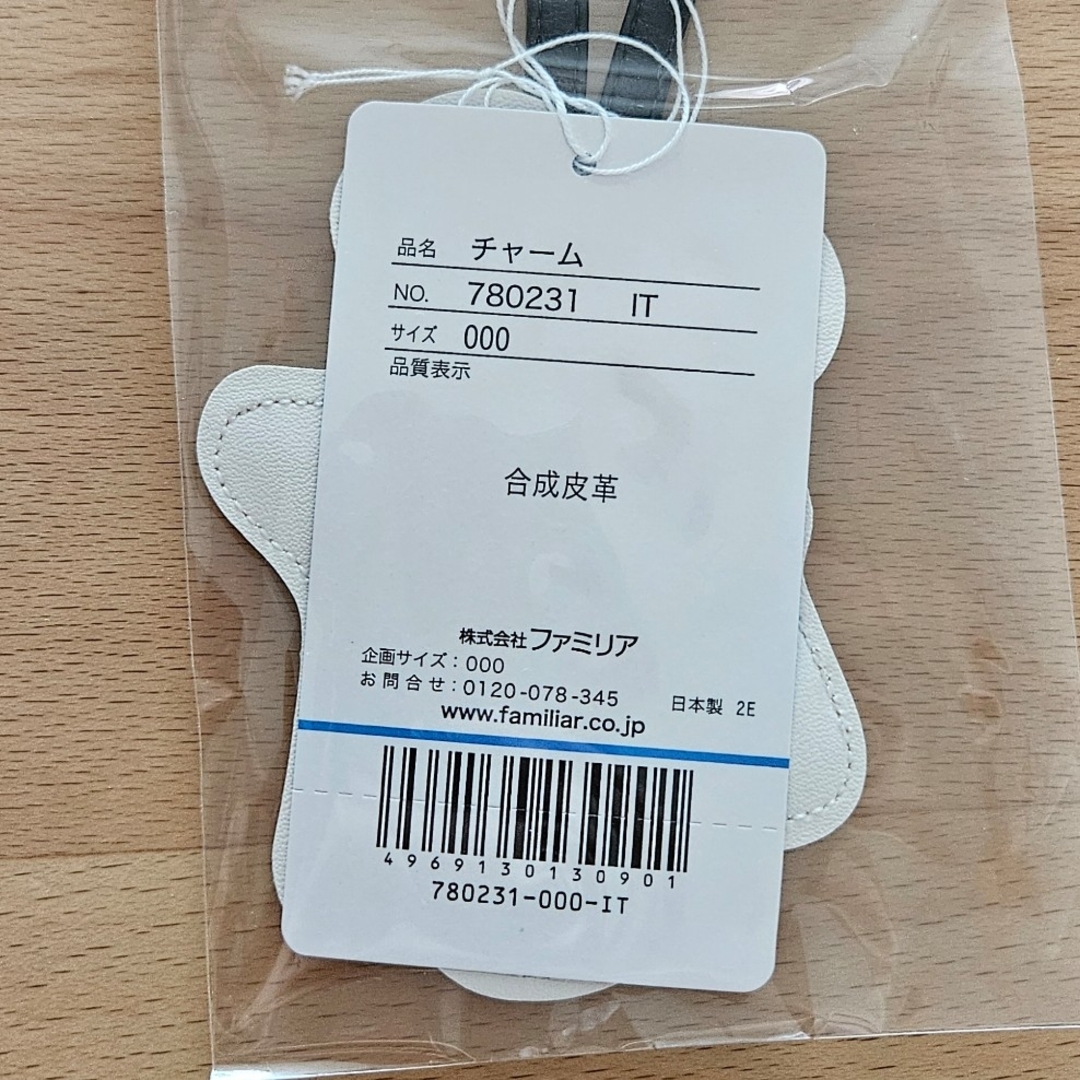 品名 チャーム
NO. 780231 IT
サイズ 000
品質表示
合成皮革
株式会社ファミリア
企画サイズ：000
お問合せ：0120-078-345 日本製 2E
www.familiar.co.jp
4969130130901
780231-000-IT